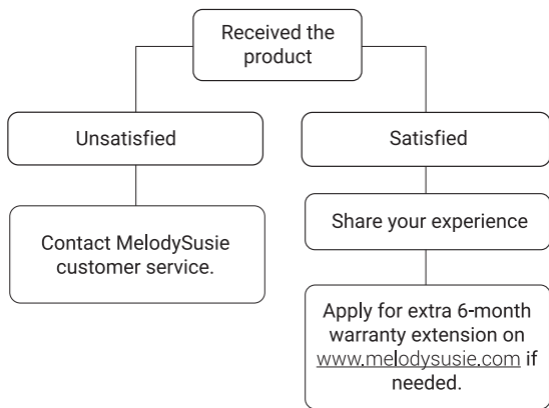 Received the
product
Unsatisfied
Satisfied
Contact MelodySusie
customer service.
Share your experience
Apply for extra 6-month
warranty extension on
www.melodysusie.com if
needed.